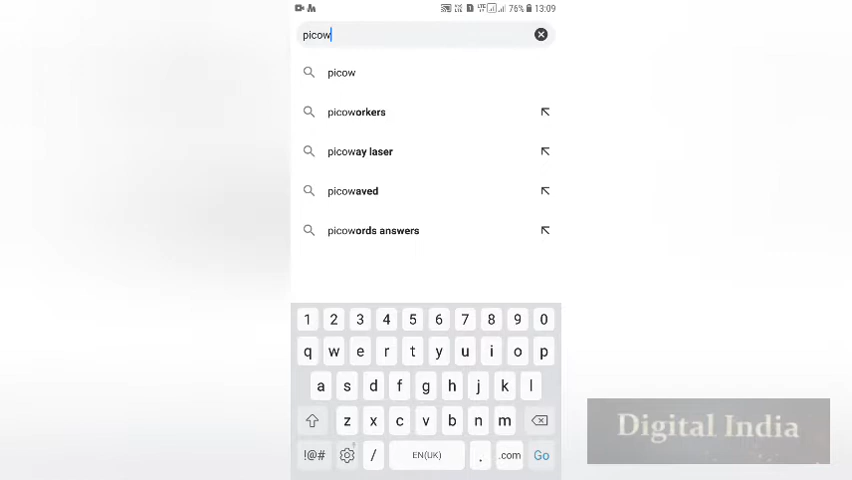 76% 13:09
picow
picow
picoworkers
picoway laser
picowaved
picowords answers
1 2 3 4 5 6 7 8 9 0
q w e r t y u i o p
a s d f g h j k l
z x c v b n m
!@# / EN(UK) . .com Go
Digital India